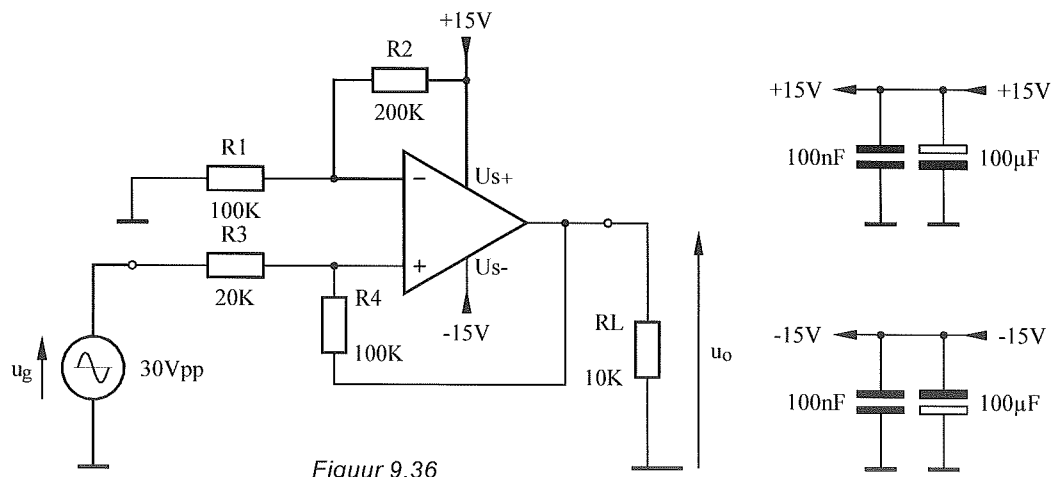 +15V
R2
200K
+15V
+15V
100nF
100µF
R1
100K
−
Us+
R3
20K
+
Us-
R4
100K
-15V
ug
30Vpp
RL
10K
uo
-15V
-15V
100nF
100µF
Figuur 9.36